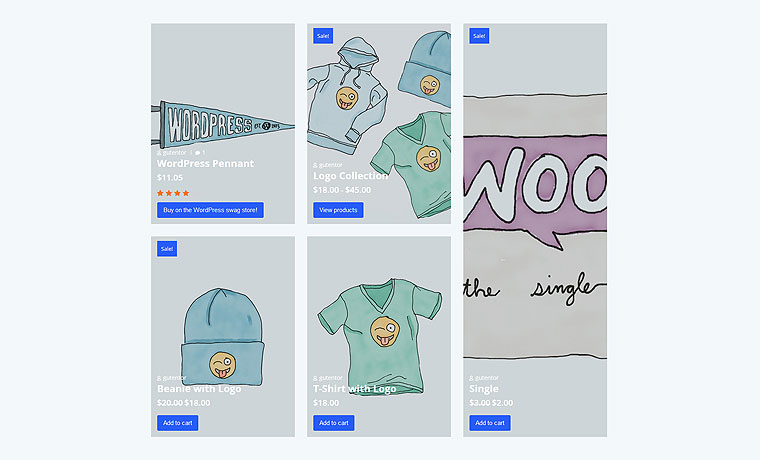 WORDPRESS EST. 2003
gutentor 1
WordPress Pennant
$11.05
Buy on the WordPress swag store!
Sale!
gutentor
Logo Collection
$18.00 - $45.00
View products
Sale!
WOO
the single
gutentor
Single
$3.00 $2.00
Add to cart
Sale!
gutentor
Beanie with Logo
$20.00 $18.00
Add to cart
gutentor
T-Shirt with Logo
$18.00
Add to cart